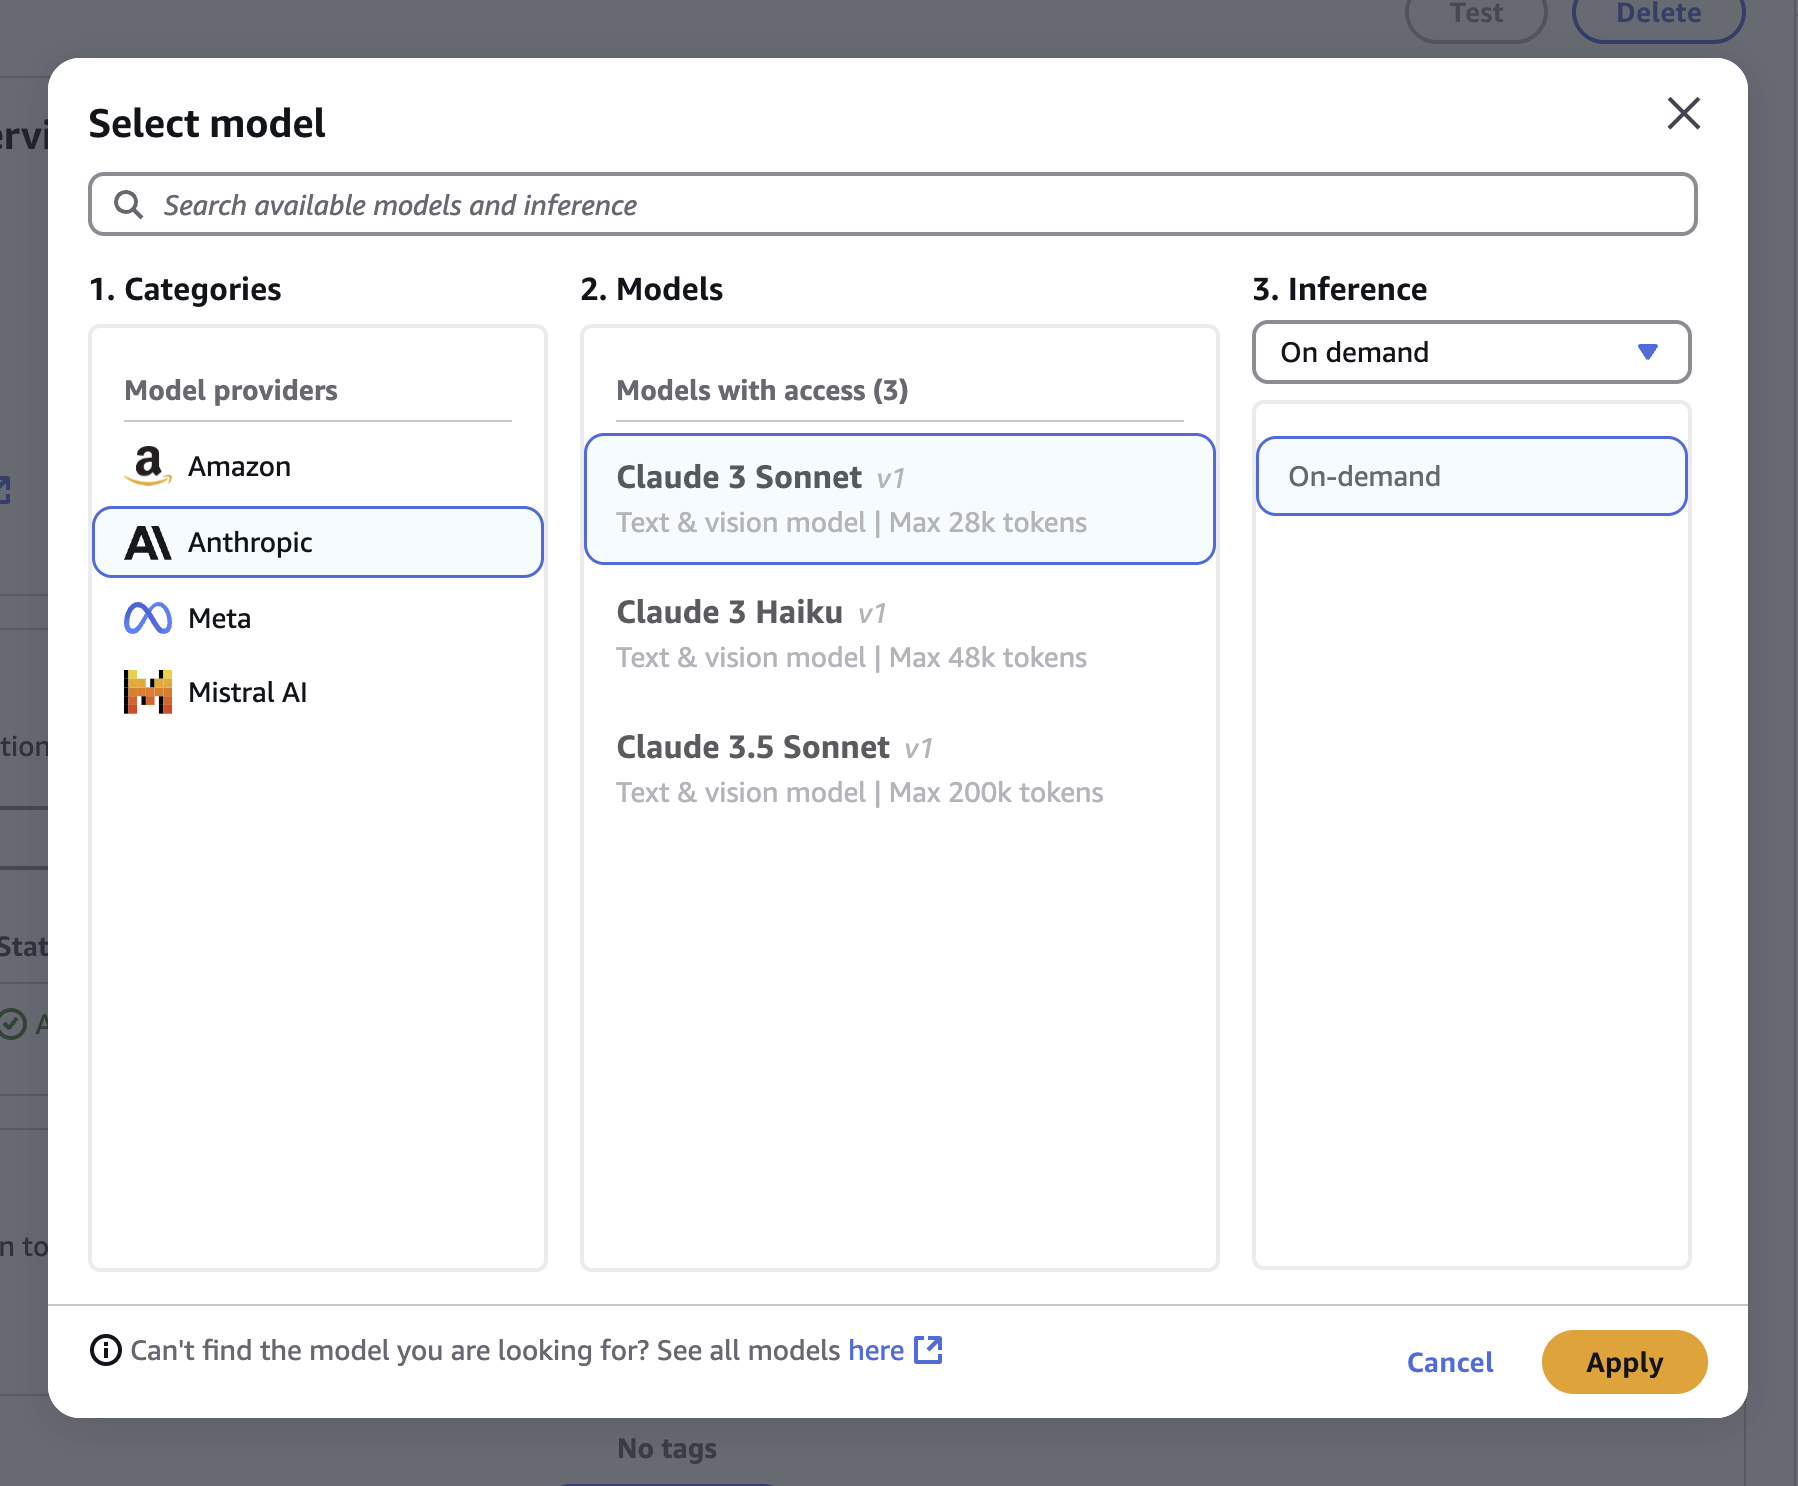 Test
Delete
Select model
Search available models and inference
1. Categories
2. Models
3. Inference
On demand
Model providers
Models with access (3)
Amazon
Claude 3 Sonnet v1
On-demand
Text & vision model | Max 28k tokens
Anthropic
Claude 3 Haiku v1
Meta
Text & vision model | Max 48k tokens
Mistral AI
Claude 3.5 Sonnet v1
Text & vision model | Max 200k tokens
ervi
tion
Stat
A
n to
Can't find the model you are looking for? See all models here
Cancel
Apply
No tags